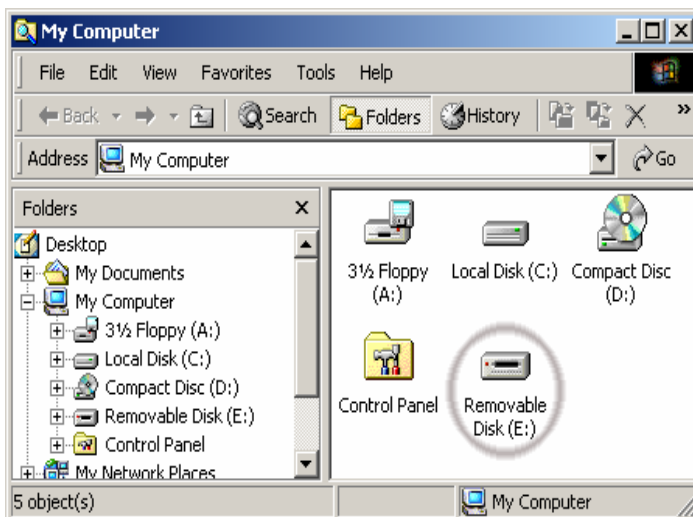 My Computer
File Edit View Favorites Tools Help
Back Search Folders History »
Address My Computer Go
Folders
Desktop
My Documents
My Computer
3½ Floppy (A:)
Local Disk (C:)
Compact Disc (D:)
Removable Disk (E:)
Control Panel
My Network Places
3½ Floppy
(A:)
Local Disk (C:)
Compact Disc
(D:)
Control Panel
Removable
Disk (E:)
5 object(s)
My Computer